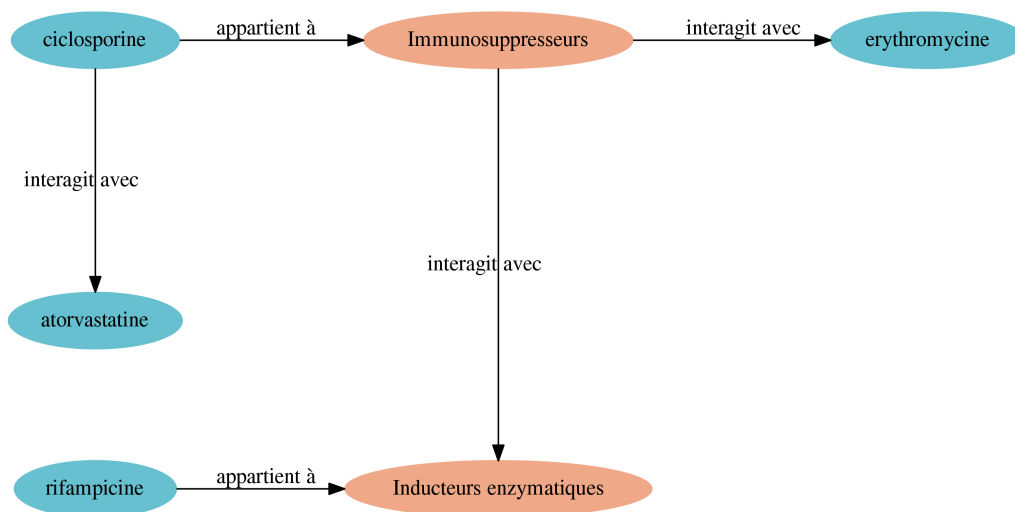 ciclosporine
appartient à
Immunosuppresseurs
interagit avec
erythromycine
interagit avec
interagit avec
atorvastatine
rifampicine
appartient à
Inducteurs enzymatiques